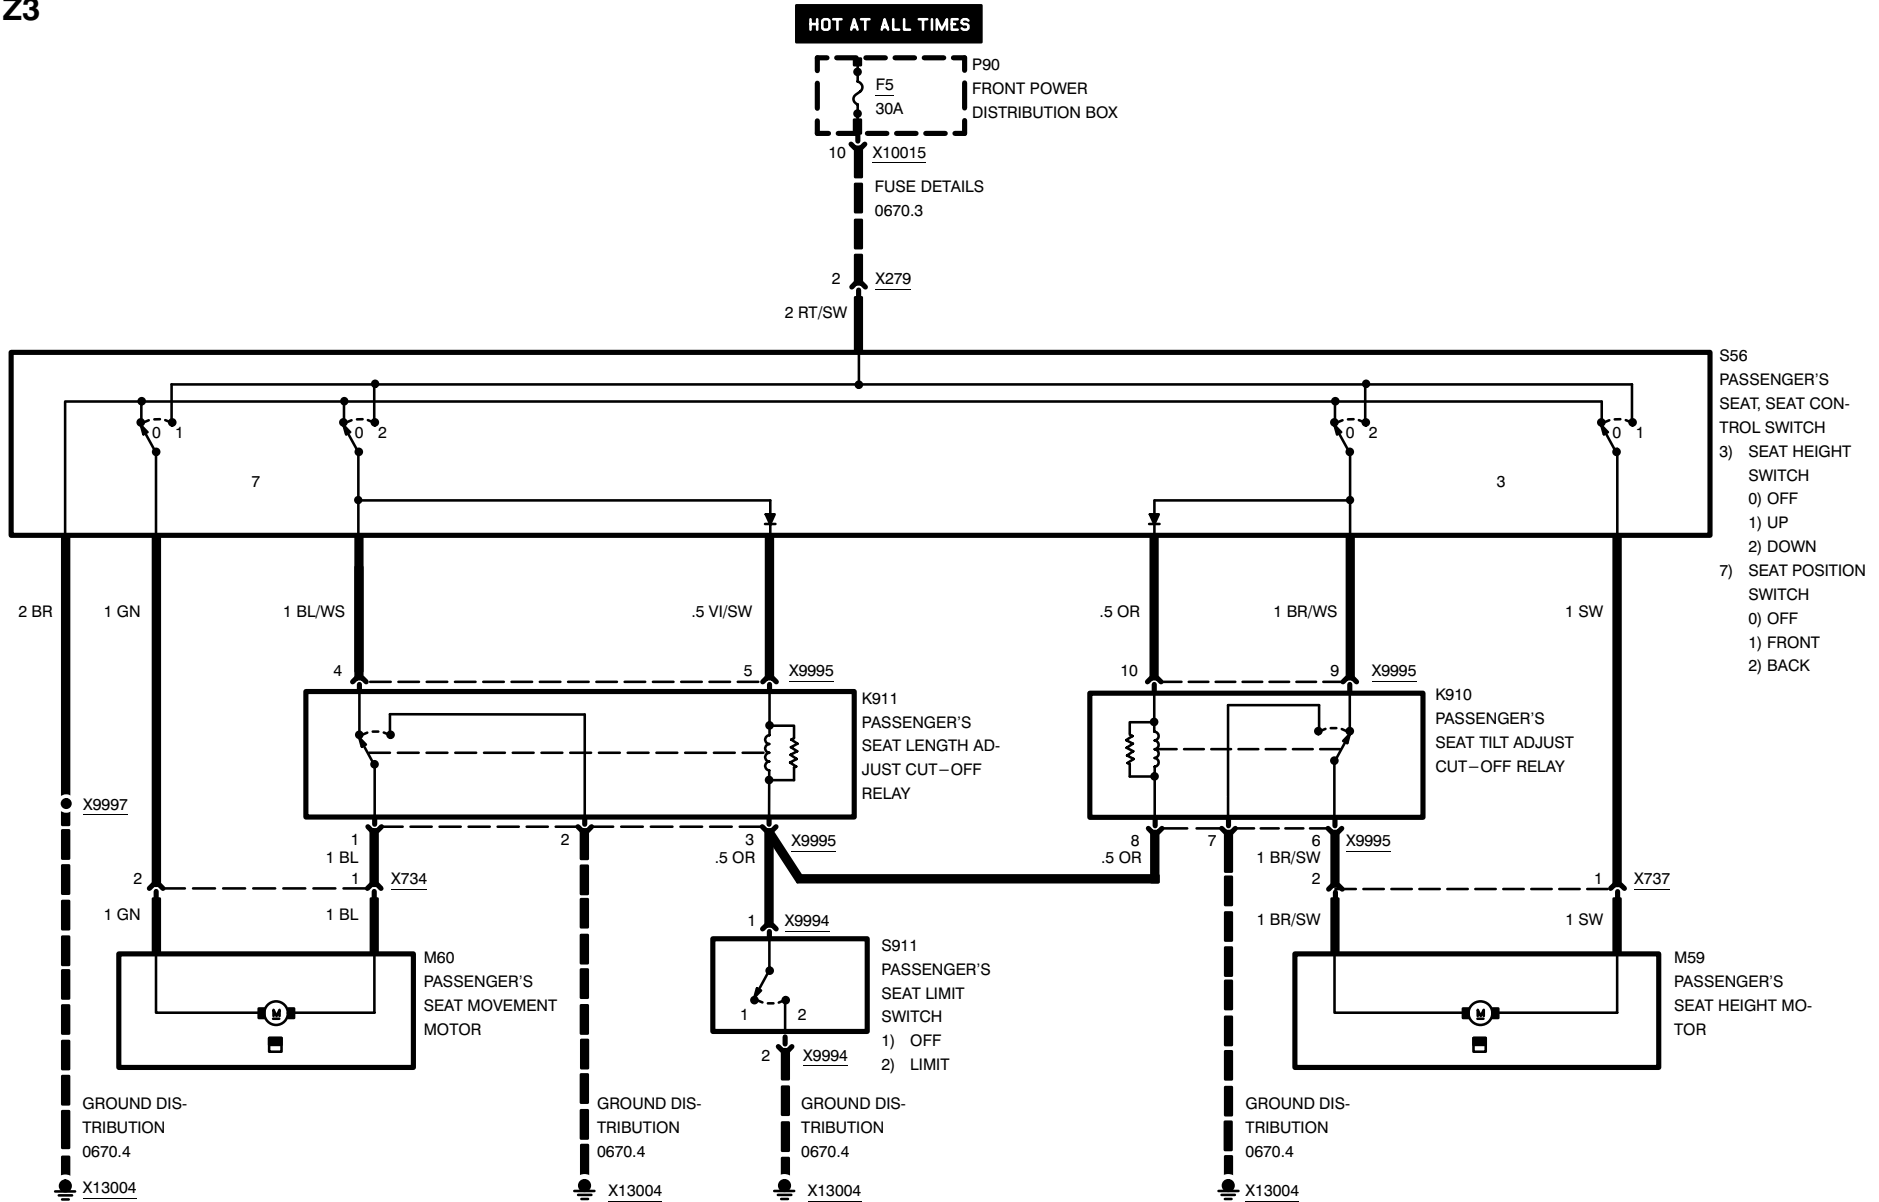 Z3
HOT AT ALL TIMES
P90
FRONT POWER
DISTRIBUTION BOX
F5
30A
10 X10015
FUSE DETAILS
0670.3
2 X279
2 RT/SW
S56
PASSENGER'S
SEAT, SEAT CON-
TROL SWITCH
3) SEAT HEIGHT
SWITCH
0) OFF
1) UP
2) DOWN
7) SEAT POSITION
SWITCH
0) OFF
1) FRONT
2) BACK
0 1
0 2
0 2
0 1
7
3
2 BR
1 GN
1 BL/WS
.5 VI/SW
.5 OR
1 BR/WS
1 SW
4
5 X9995
10
9 X9995
K911
PASSENGER'S
SEAT LENGTH AD-
JUST CUT-OFF
RELAY
K910
PASSENGER'S
SEAT TILT ADJUST
CUT-OFF RELAY
X9997
1
2
3 X9995
8
7
6 X9995
1 BL
.5 OR
.5 OR
1 BR/SW
2
1 X734
2
1 X737
1 GN
1 BL
1 BR/SW
1 SW
1 X9994
M60
PASSENGER'S
SEAT MOVEMENT
MOTOR
M
S911
PASSENGER'S
SEAT LIMIT
SWITCH
1) OFF
2) LIMIT
1 2
2 X9994
M59
PASSENGER'S
SEAT HEIGHT MO-
TOR
M
GROUND DIS-
TRIBUTION
0670.4
X13004
GROUND DIS-
TRIBUTION
0670.4
X13004
GROUND DIS-
TRIBUTION
0670.4
X13004
GROUND DIS-
TRIBUTION
0670.4
X13004